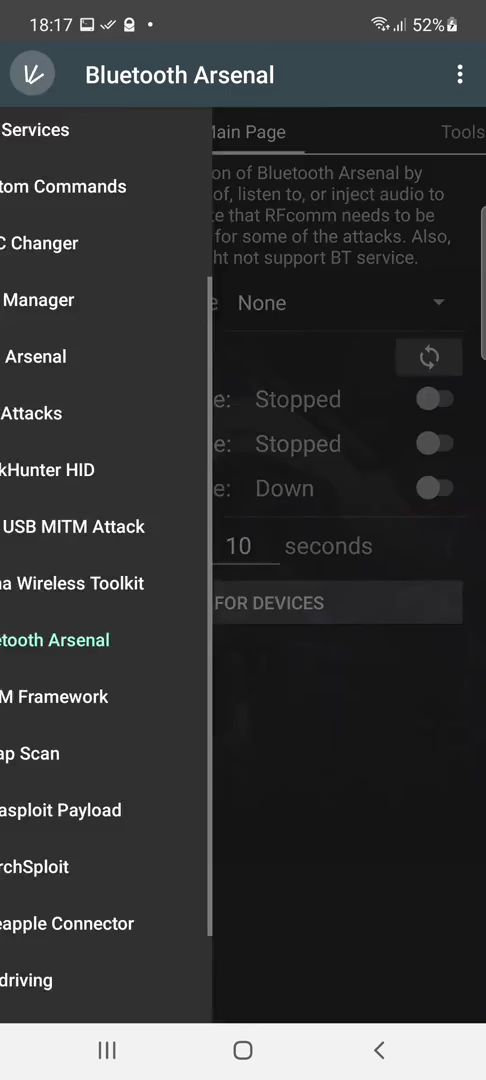 18:17
52%
Bluetooth Arsenal
Services
tom Commands
C Changer
Manager
Arsenal
Attacks
kHunter HID
USB MITM Attack
na Wireless Toolkit
etooth Arsenal
M Framework
ap Scan
asploit Payload
rchSploit
eapple Connector
driving
Main Page
Tools
on of Bluetooth Arsenal by
of, listen to, or inject audio to
te that RFcomm needs to be
for some of the attacks. Also,
ht not support BT service.
e None
e: Stopped
e: Stopped
e: Down
10 seconds
FOR DEVICES